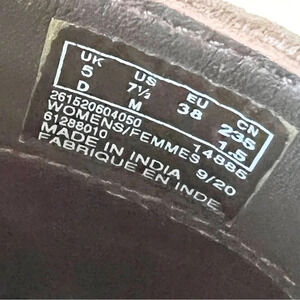 UK US EU CN
5 7½ 38 235
D M 1.5
261520604050
WOMENS/FEMMES 14885
61288010 9/20
MADE IN INDIA
FABRIQUE EN INDE